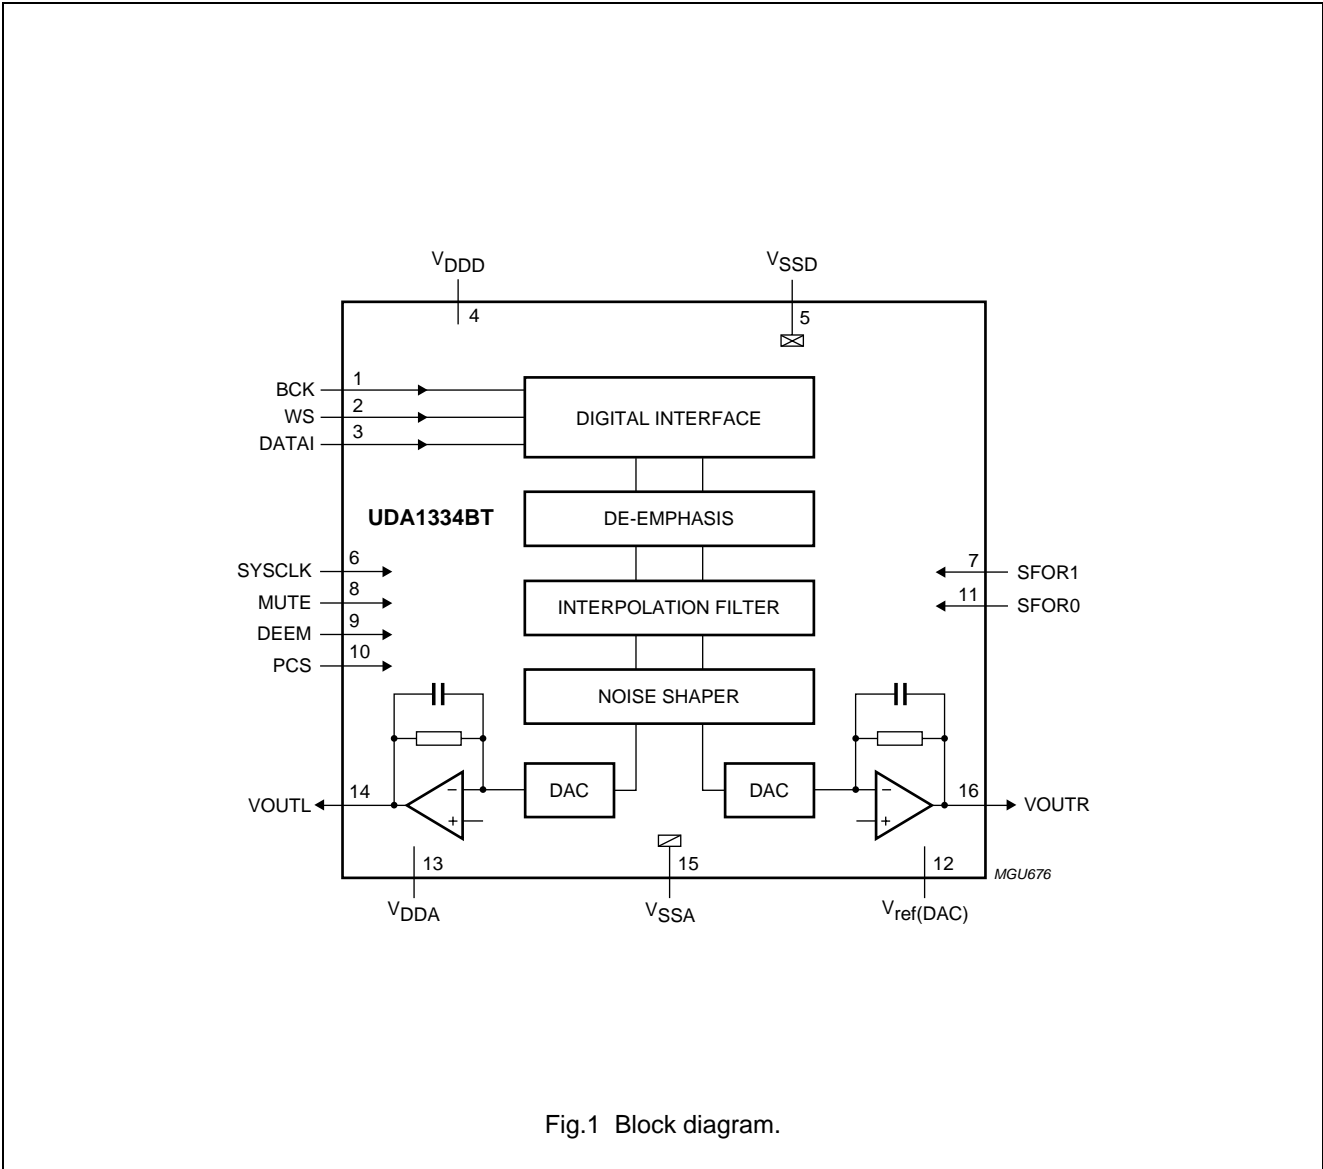 VDDD
VSSD
4
5
BCK 1
WS 2
DATAI 3
DIGITAL INTERFACE
UDA1334BT
DE-EMPHASIS
SYSCLK 6
7 SFOR1
MUTE 8
INTERPOLATION FILTER
11 SFOR0
DEEM 9
PCS 10
NOISE SHAPER
VOUTL 14
− DAC
DAC −
16 VOUTR
+
+
13
15
12
MGU676
VDDA
VSSA
Vref(DAC)
Fig.1 Block diagram.